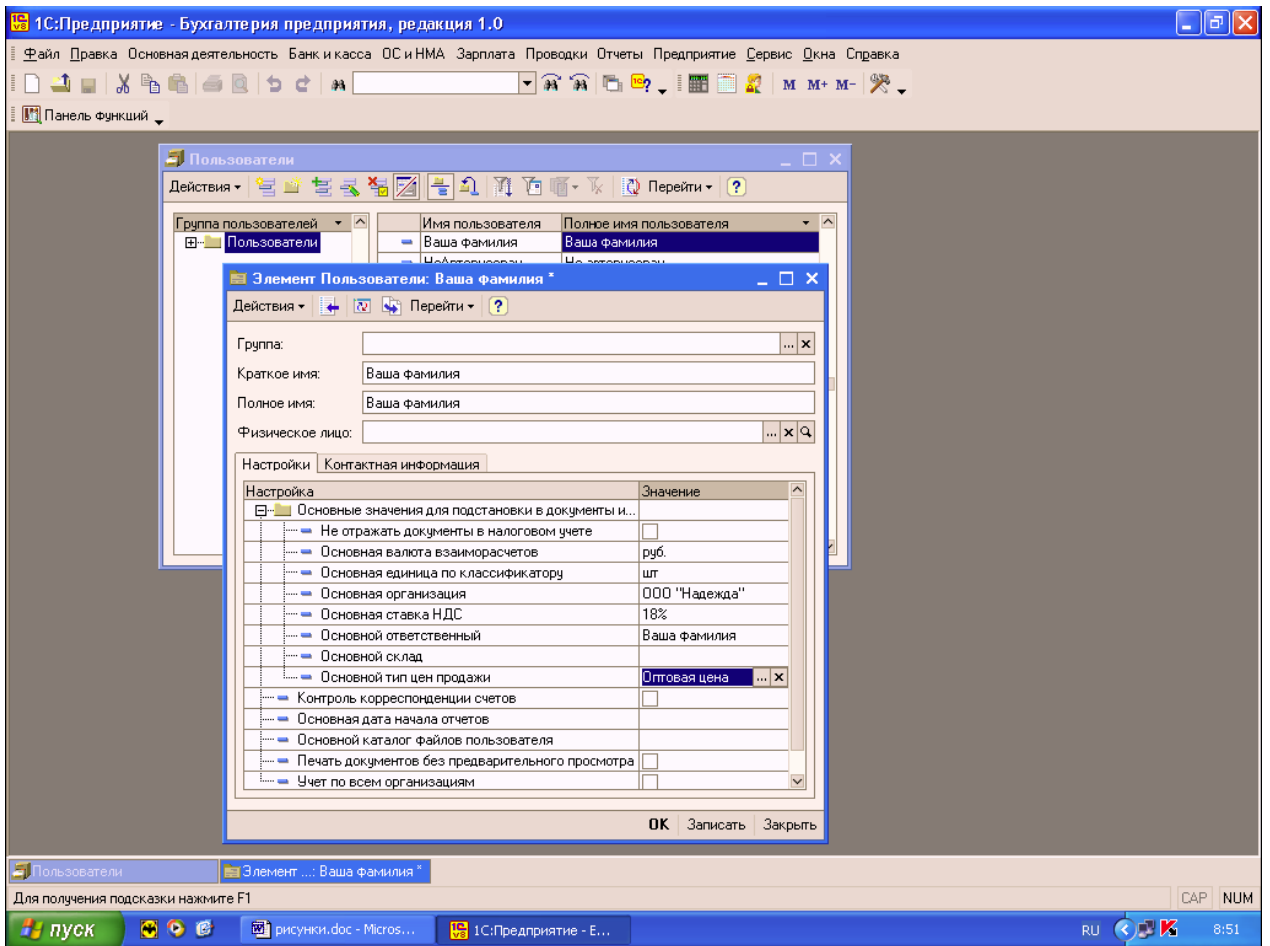 1С:Предприятие - Бухгалтерия предприятия, редакция 1.0
Файл Правка Основная деятельность Банк и касса ОС и НМА Зарплата Проводки Отчеты Предприятие Сервис Окна Справка
M M+ M-
Панель функций
Пользователи
Действия Перейти
Группа пользователей Имя пользователя Полное имя пользователя
Пользователи Ваша фамилия Ваша фамилия
Элемент Пользователи: Ваша фамилия *
Действия Перейти
Группа:
Краткое имя: Ваша фамилия
Полное имя: Ваша фамилия
Физическое лицо:
Настройки Контактная информация
Настройка Значение
Основные значения для подстановки в документы и...
Не отражать документы в налоговом учете
Основная валюта взаиморасчетов руб.
Основная единица по классификатору шт
Основная организация ООО "Надежда"
Основная ставка НДС 18%
Основной ответственный Ваша фамилия
Основной склад
Основной тип цен продажи Оптовая цена ...
Контроль корреспонденции счетов
Основная дата начала отчетов
Основной каталог файлов пользователя
Печать документов без предварительного просмотра
Учет по всем организациям
OK Записать Закрыть
Пользователи Элемент ...: Ваша фамилия *
Для получения подсказки нажмите F1 CAP NUM
пуск рисунки.doc - Micros... 1С:Предприятие - Б... RU 8:51